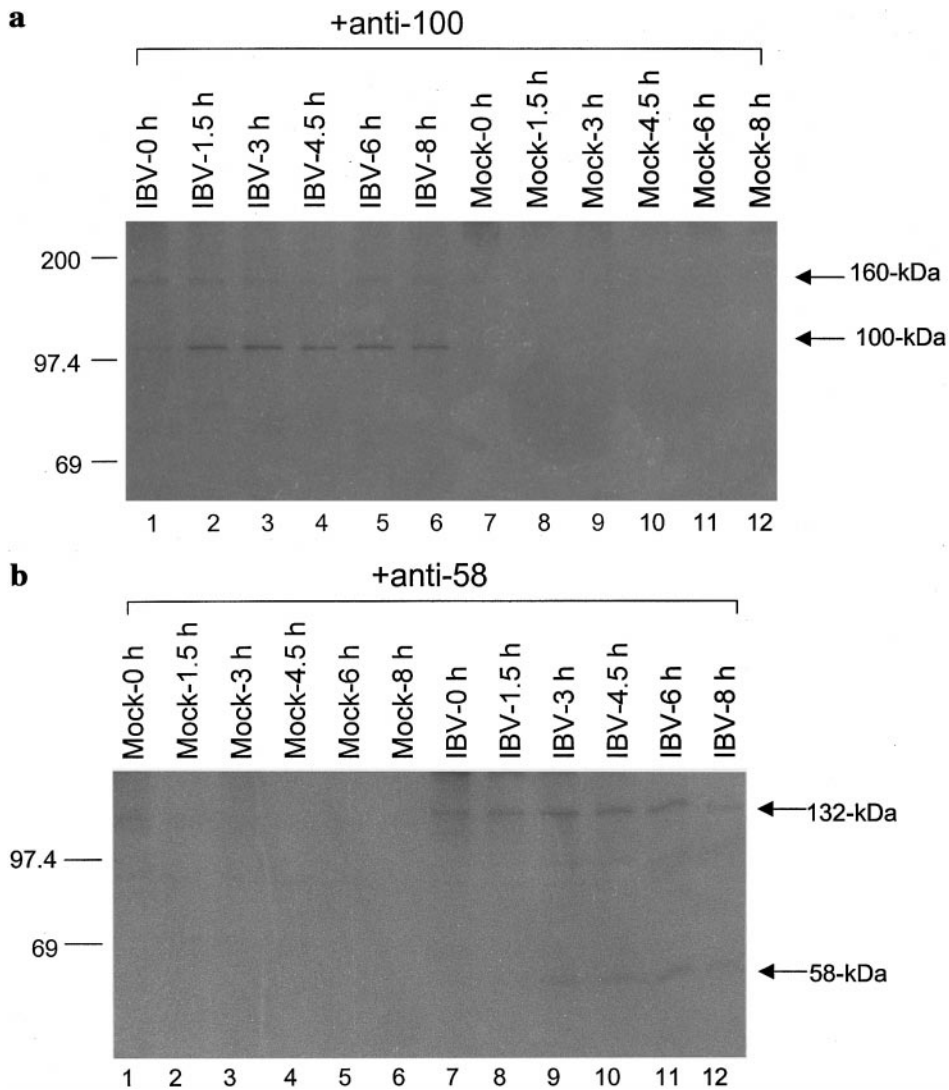 a
+anti-100
IBV-0 h IBV-1.5 h IBV-3 h IBV-4.5 h IBV-6 h IBV-8 h Mock-0 h Mock-1.5 h Mock-3 h Mock-4.5 h Mock-6 h Mock-8 h
200
160-kDa
100-kDa
97.4
69
1 2 3 4 5 6 7 8 9 10 11 12
b
+anti-58
Mock-0 h Mock-1.5 h Mock-3 h Mock-4.5 h Mock-6 h Mock-8 h IBV-0 h IBV-1.5 h IBV-3 h IBV-4.5 h IBV-6 h IBV-8 h
132-kDa
97.4
69
58-kDa
1 2 3 4 5 6 7 8 9 10 11 12